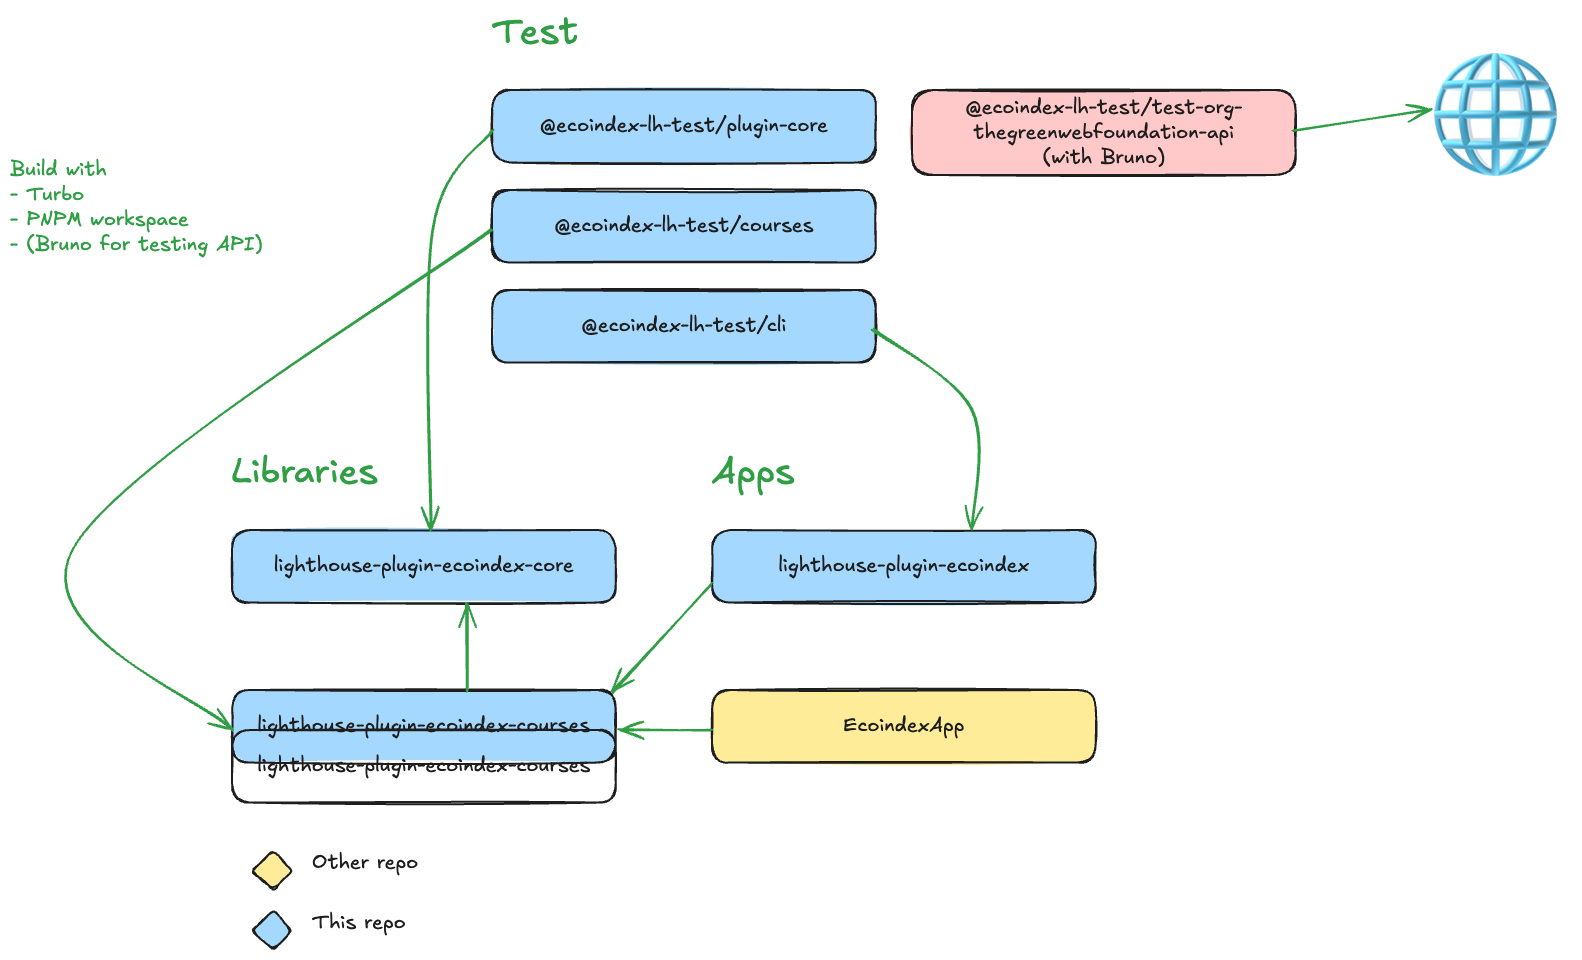 Test
@ecoindex-lh-test/plugin-core
@ecoindex-lh-test/test-org-
thegreenwebfoundation-api
(with Bruno)
Build with
- Turbo
- PNPM workspace
- (Bruno for testing API)
@ecoindex-lh-test/courses
@ecoindex-lh-test/cli
Libraries
Apps
lighthouse-plugin-ecoindex-core
lighthouse-plugin-ecoindex
lighthouse-plugin-ecoindex-courses
EcoindexApp
lighthouse-plugin-ecoindex-courses
Other repo
This repo